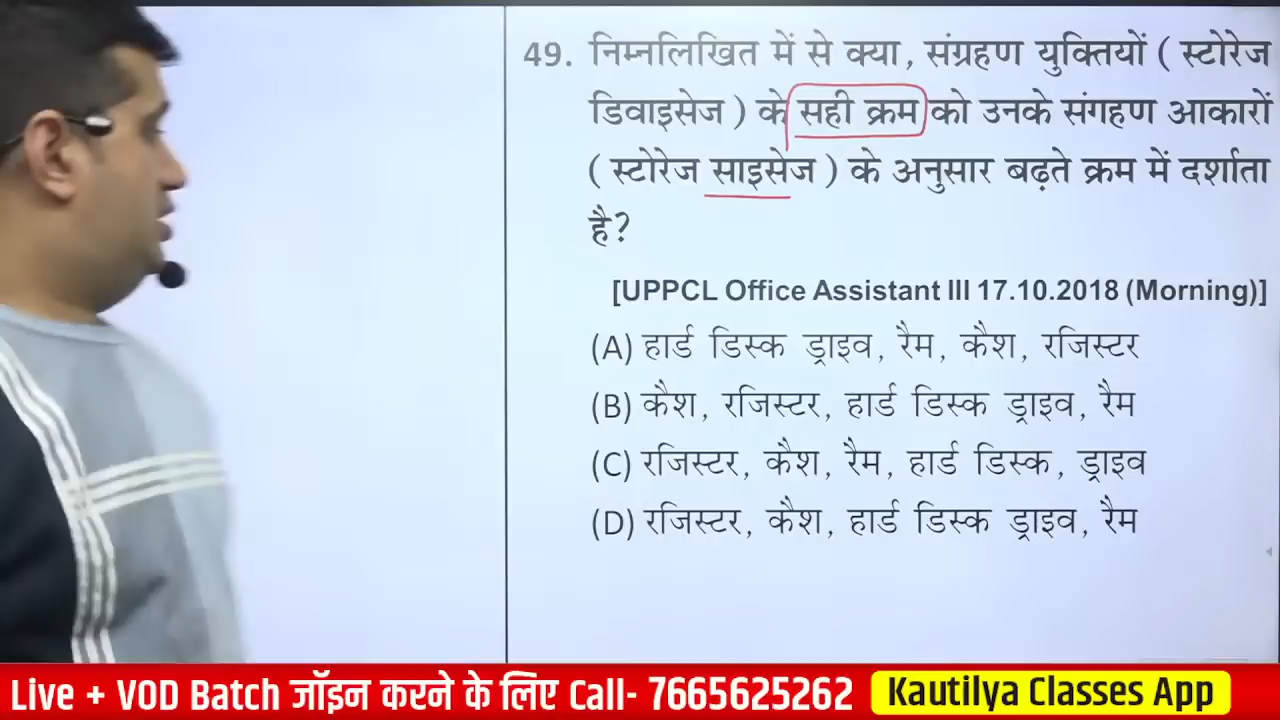 49. निम्नलिखित में से क्या, संग्रहण युक्तियों ( स्टोरेज
डिवाइसेज ) के सही क्रम को उनके संगहण आकारों
( स्टोरेज साइसेज ) के अनुसार बढ़ते क्रम में दर्शाता
है?
[UPPCL Office Assistant III 17.10.2018 (Morning)]
(A) हार्ड डिस्क ड्राइव, रैम, कैश, रजिस्टर
(B) कैश, रजिस्टर, हार्ड डिस्क ड्राइव, रैम
(C) रजिस्टर, कैश, रैम, हार्ड डिस्क, ड्राइव
(D) रजिस्टर, कैश, हार्ड डिस्क ड्राइव, रैम
Live + VOD Batch जॉइन करने के लिए Call- 7665625262 Kautilya Classes App